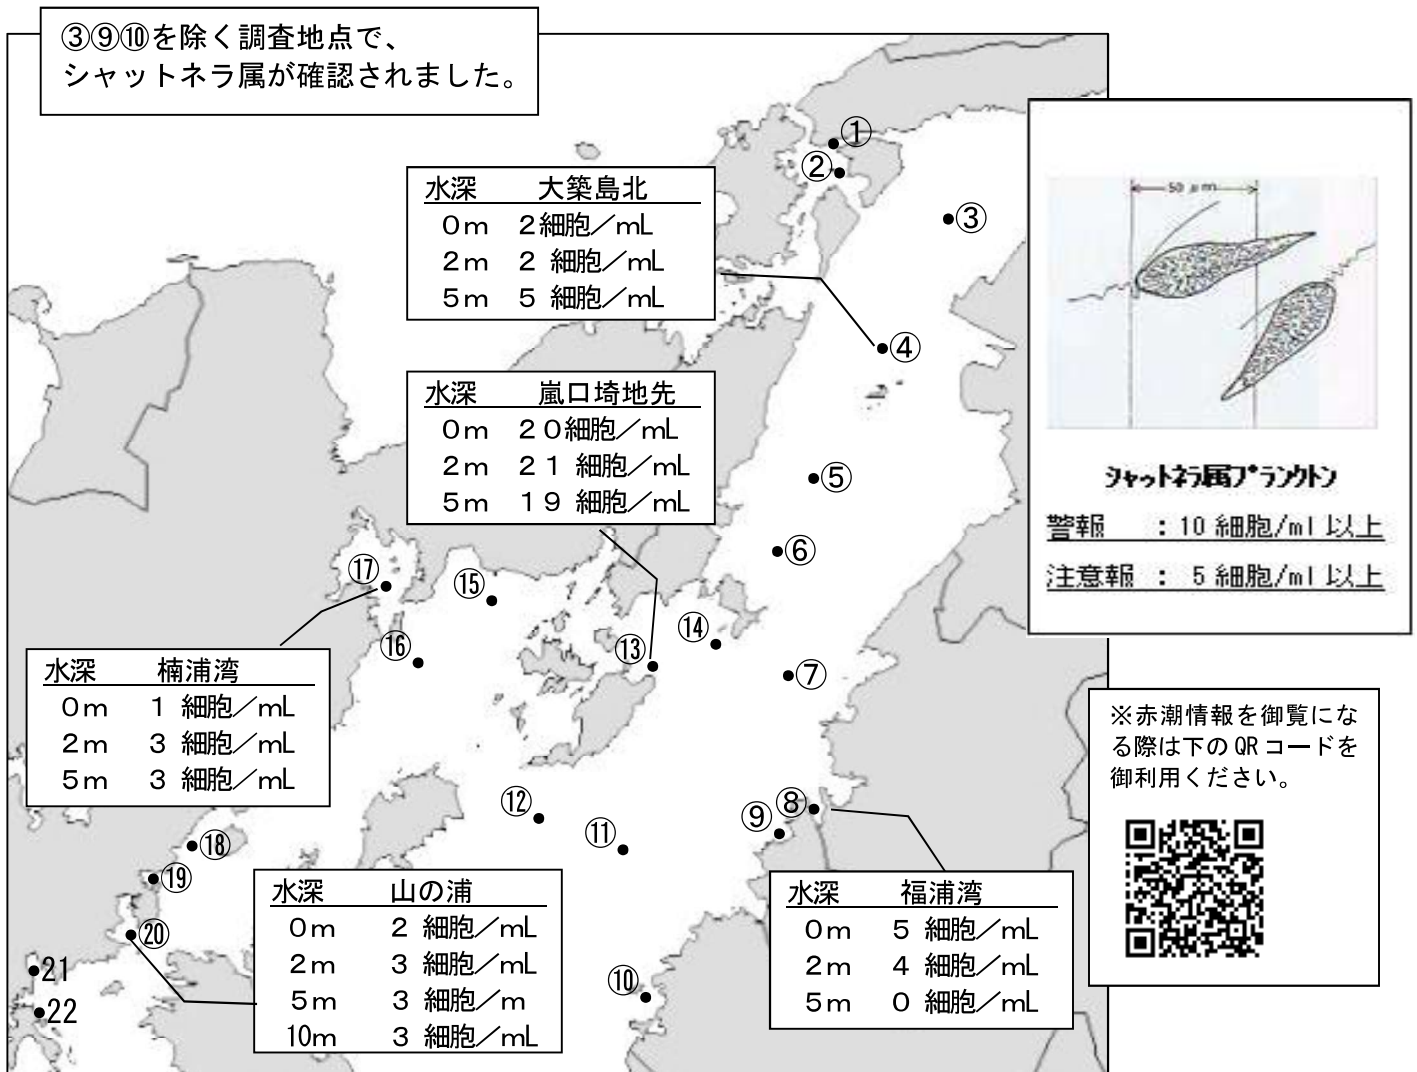 ③⑨⑩を除く調査地点で、
シャットネラ属が確認されました。
①
②
③
水深 大築島北
0m 2細胞／mL
2m 2 細胞／mL
5m 5 細胞／mL
④
50 μm
シャットネラ属プランクトン
警報 : 10 細胞/ml 以上
注意報 : 5 細胞/ml 以上
水深 嵐口埼地先
0m 20細胞／mL
2m 21 細胞／mL
5m 19 細胞／mL
⑤
⑥
⑰
⑮
⑭
⑯
⑬
⑦
水深 楠浦湾
0m 1 細胞／mL
2m 3 細胞／mL
5m 3 細胞／mL
※赤潮情報を御覧にな
る際は下の QR コードを
御利用ください。
⑫
⑪
⑨
⑧
⑱
⑲
⑳
21
22
⑩
水深 山の浦
0m 2 細胞／mL
2m 3 細胞／mL
5m 3 細胞／m
10m 3 細胞／mL
水深 福浦湾
0m 5 細胞／mL
2m 4 細胞／mL
5m 0 細胞／mL